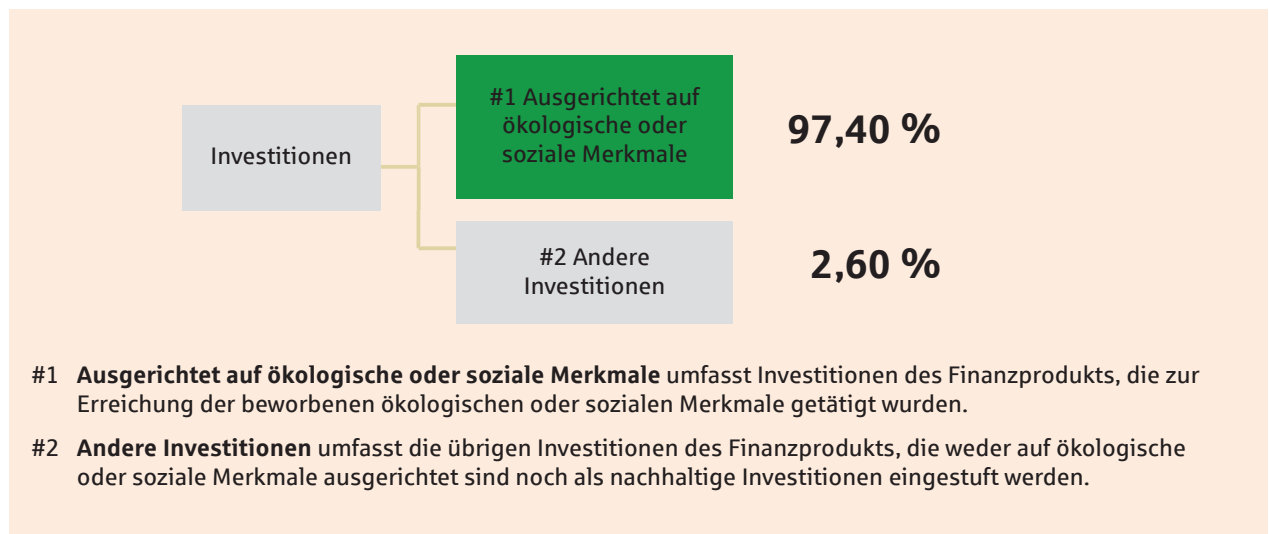 Investitionen
#1 Ausgerichtet auf
ökologische oder
soziale Merkmale
97,40 %
#2 Andere
Investitionen
2,60 %
#1 Ausgerichtet auf ökologische oder soziale Merkmale umfasst Investitionen des Finanzprodukts, die zur
Erreichung der beworbenen ökologischen oder sozialen Merkmale getätigt wurden.
#2 Andere Investitionen umfasst die übrigen Investitionen des Finanzprodukts, die weder auf ökologische
oder soziale Merkmale ausgerichtet sind noch als nachhaltige Investitionen eingestuft werden.